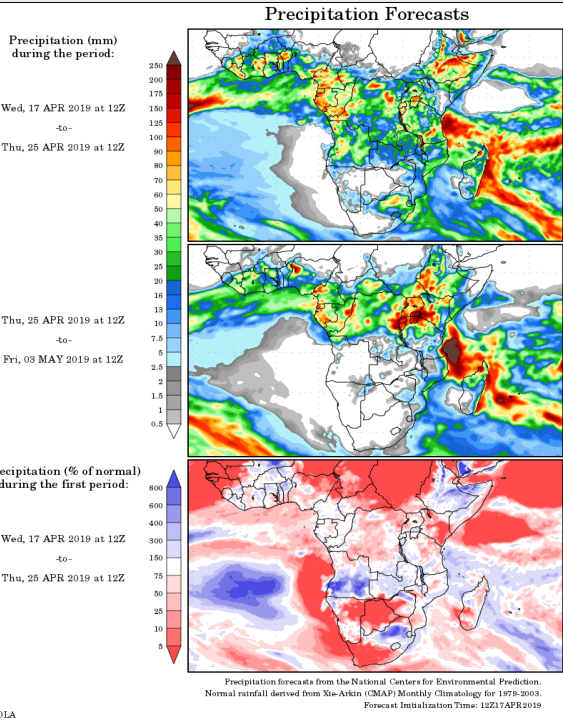 Precipitation Forecasts
Precipitation (mm)
during the period:
Wed, 17 APR 2019 at 12Z
-to-
Thu, 25 APR 2019 at 12Z
250
200
175
150
125
100
90
80
70
60
50
40
35
30
25
20
16
13
10
7.5
5
2.5
2
1.5
1
0.5
Thu, 25 APR 2019 at 12Z
-to-
Fri, 03 MAY 2019 at 12Z
ecipitation (% of normal)
during the first period:
Wed, 17 APR 2019 at 12Z
-to-
Thu, 25 APR 2019 at 12Z
800
600
400
300
150
75
50
25
10
5
Precipitation forecasts from the National Centers for Environmental Prediction.
Normal rainfall derived from Xie-Arkin (CMAP) Monthly Climatology for 1979-2003.
Forecast Initialization Time: 12Z17APR2019
OLA